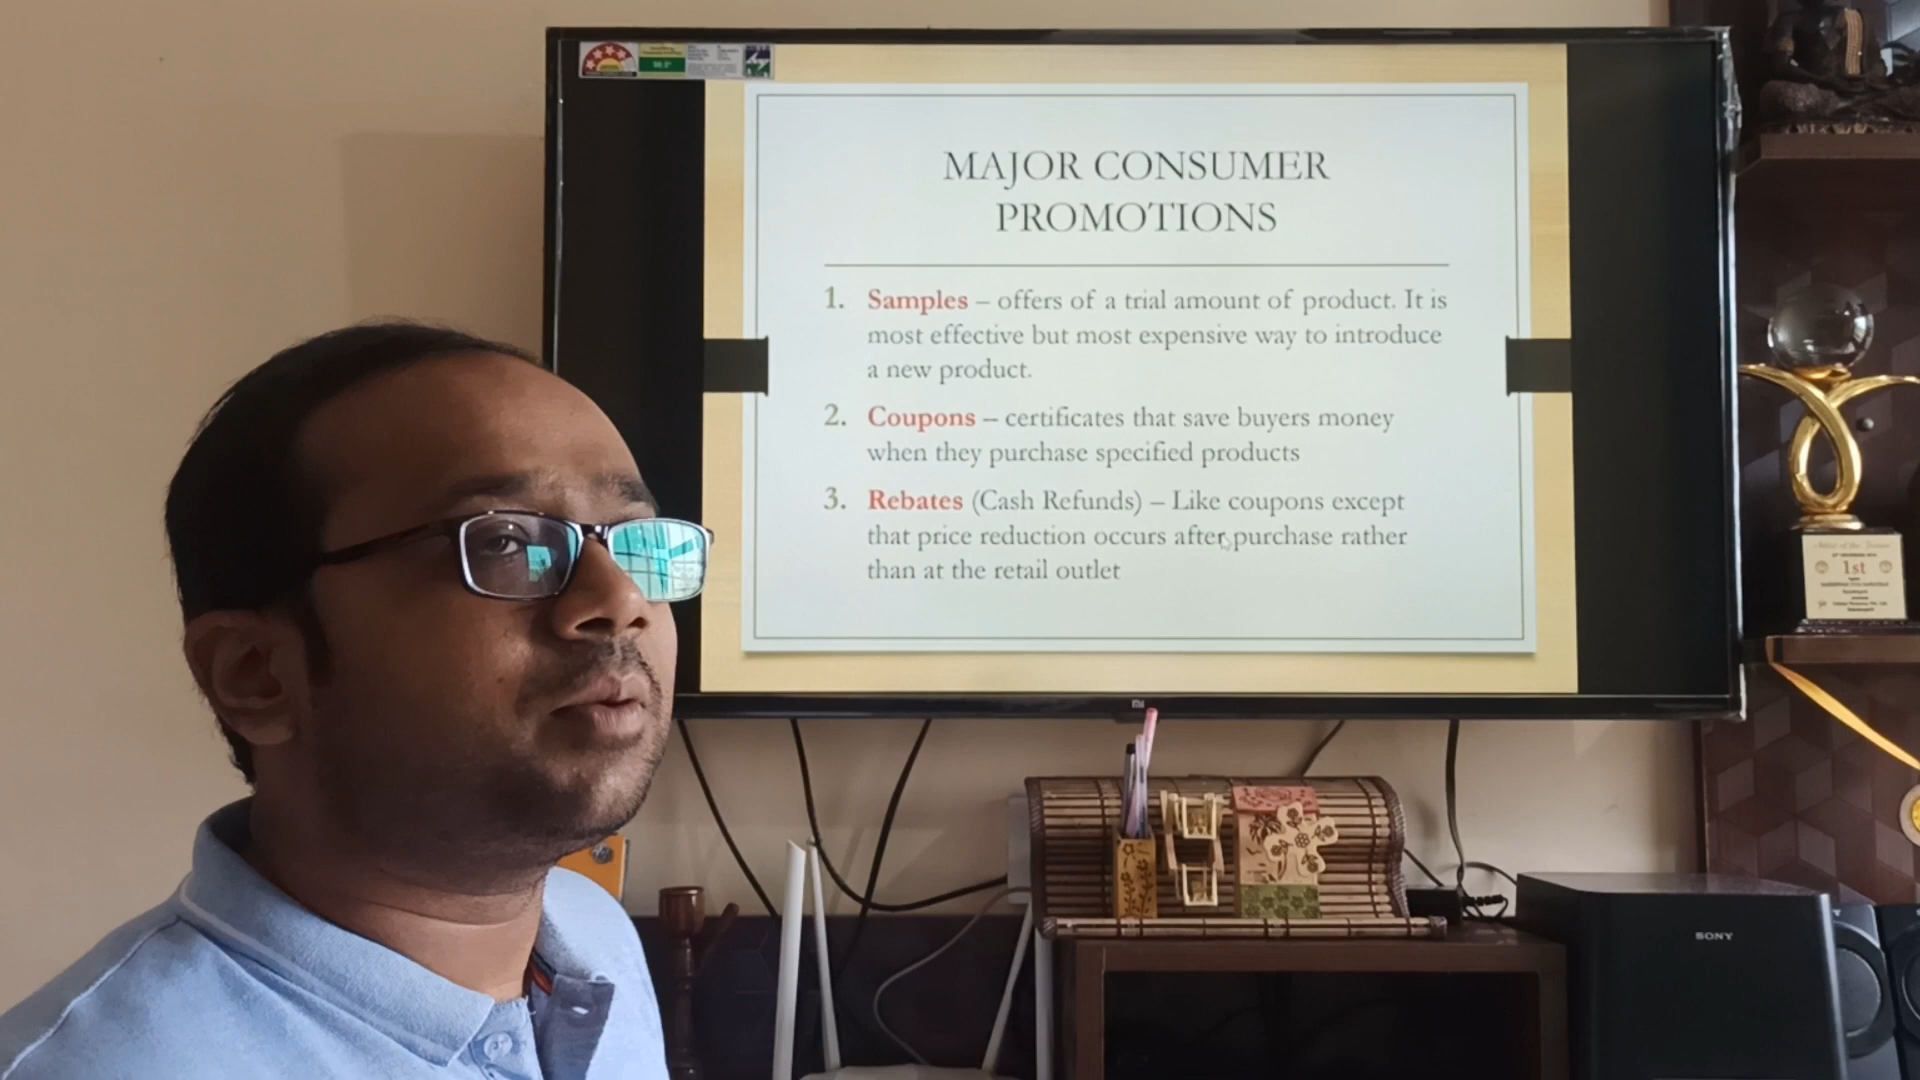 MAJOR CONSUMER
PROMOTIONS
1. Samples – offers of a trial amount of product. It is
most effective but most expensive way to introduce
a new product.
2. Coupons – certificates that save buyers money
when they purchase specified products
3. Rebates (Cash Refunds) – Like coupons except
that price reduction occurs after purchase rather
than at the retail outlet
mi
1st
SONY